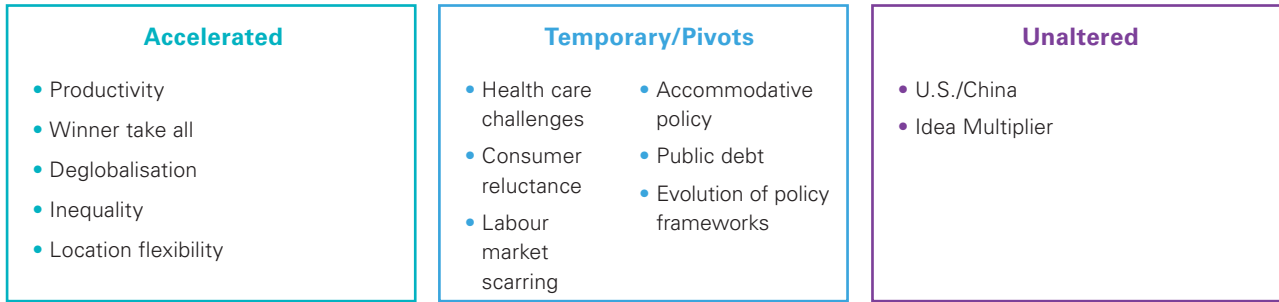 Accelerated
• Productivity
• Winner take all
• Deglobalisation
• Inequality
• Location flexibility
Temporary/Pivots
• Health care
challenges
• Consumer
reluctance
• Labour
market
scarring
• Accommodative
policy
• Public debt
• Evolution of policy
frameworks
Unaltered
• U.S./China
• Idea Multiplier